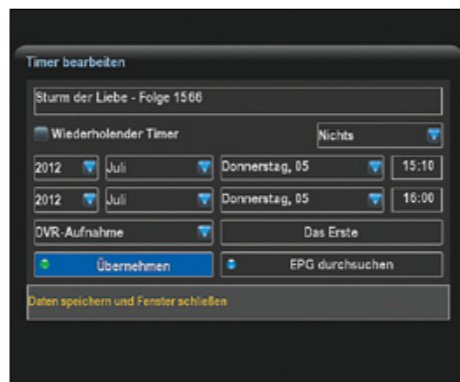 Timer bearbeiten
Sturm der Liebe - Folge 1566
Wiederholender Timer Nichts
2012 Juli Donnerstag, 05 15:10
2012 Juli Donnerstag, 05 16:00
DVR-Aufnahme Das Erste
Übernehmen EPG durchsuchen
Daten speichern und Fenster schließen